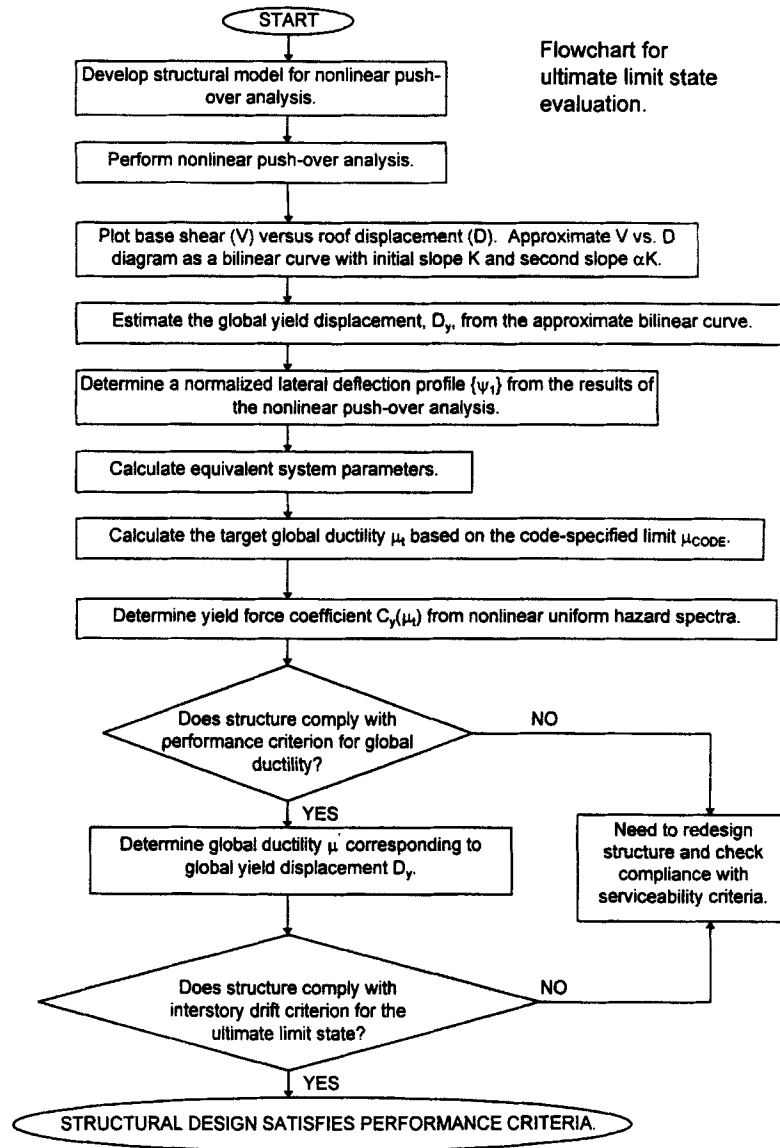 START
Flowchart for
ultimate limit state
evaluation.
Develop structural model for nonlinear push-
over analysis.
Perform nonlinear push-over analysis.
Plot base shear (V) versus roof displacement (D). Approximate V vs. D
diagram as a bilinear curve with initial slope K and second slope αK.
Estimate the global yield displacement, Dy, from the approximate bilinear curve.
Determine a normalized lateral deflection profile {ψ1} from the results of
the nonlinear push-over analysis.
Calculate equivalent system parameters.
Calculate the target global ductility μt based on the code-specified limit μCODE.
Determine yield force coefficient Cy(μt) from nonlinear uniform hazard spectra.
Does structure comply with
performance criterion for global
ductility?
NO
YES
Determine global ductility μ' corresponding to
global yield displacement Dy.
Need to redesign
structure and check
compliance with
serviceability criteria.
Does structure comply with
interstory drift criterion for the
ultimate limit state?
NO
YES
STRUCTURAL DESIGN SATISFIES PERFORMANCE CRITERIA.